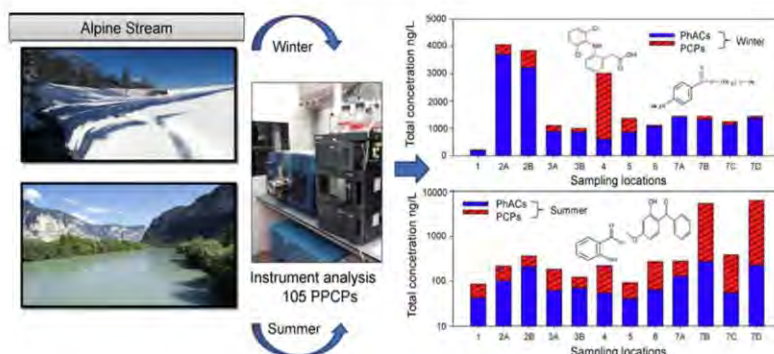 Alpine Stream
Winter
Instrument analysis
105 PPCPs
Summer
Total concetration ng/L
5000
4000
3000
2000
1000
0
PhACs
PCPs
Winter
1 2A 2B 3A 3B 4 5 6 7A 7B 7C 7D
Sampling locations
Total concetration ng/L
10000
1000
100
10
PhACs
PCPs
Summer
1 2A 2B 3A 3B 4 5 6 7A 7B 7C 7D
Sampling locations